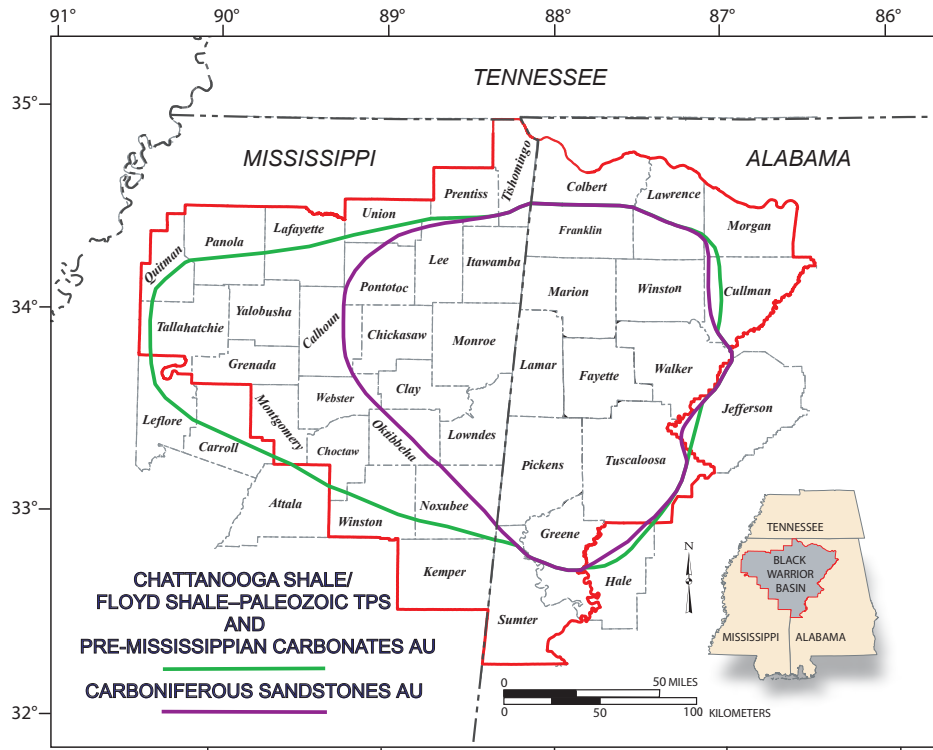 91° 90° 89° 88° 87° 86°
35°
34°
33°
32°
TENNESSEE
MISSISSIPPI
ALABAMA
Tishomingo
Prentiss
Colbert
Lawrence
Morgan
Union
Lafayette
Panola
Quitman
Franklin
Lee
Itawamba
Pontotoc
Marion
Winston
Cullman
Tallahatchie
Yalobusha
Calhoun
Chickasaw
Monroe
Lamar
Fayette
Walker
Grenada
Clay
Webster
Jefferson
Leflore
Carroll
Montgomery
Choctaw
Oktibbeha
Lowndes
Pickens
Tuscaloosa
Attala
Winston
Noxubee
Greene
Kemper
Hale
Sumter
CHATTANOOGA SHALE/
FLOYD SHALE–PALEOZOIC TPS
AND
PRE-MISSISSIPPIAN CARBONATES AU
CARBONIFEROUS SANDSTONES AU
N
0 50 MILES
0 50 100 KILOMETERS
TENNESSEE
BLACK
WARRIOR
BASIN
MISSISSIPPI ALABAMA